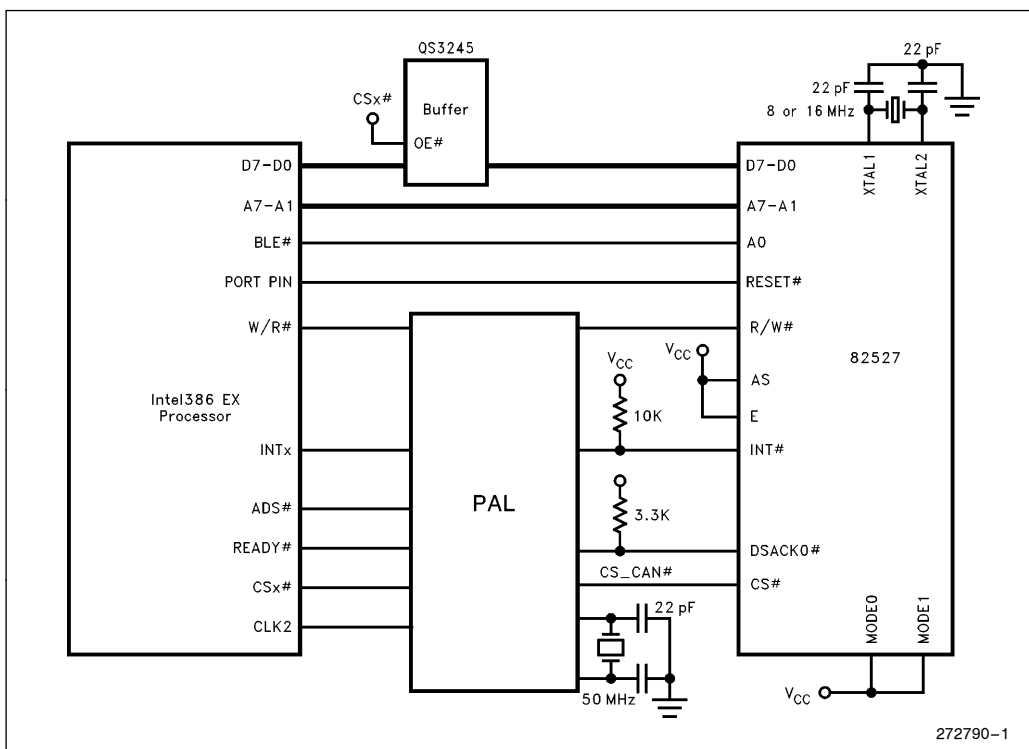 QS3245
Buffer
CSx#
OE#
22 pF
22 pF
8 or 16 MHz
XTAL1
XTAL2
D7-D0
D7-D0
A7-A1
A7-A1
BLE#
A0
PORT PIN
RESET#
W/R#
R/W#
VCC
82527
VCC
AS
Intel386 EX
Processor
10K
E
INTx
INT#
PAL
ADS#
3.3K
READY#
DSACK0#
CSx#
CS_CAN#
CS#
CLK2
22 pF
50 MHz
MODE0
MODE1
VCC
272790-1